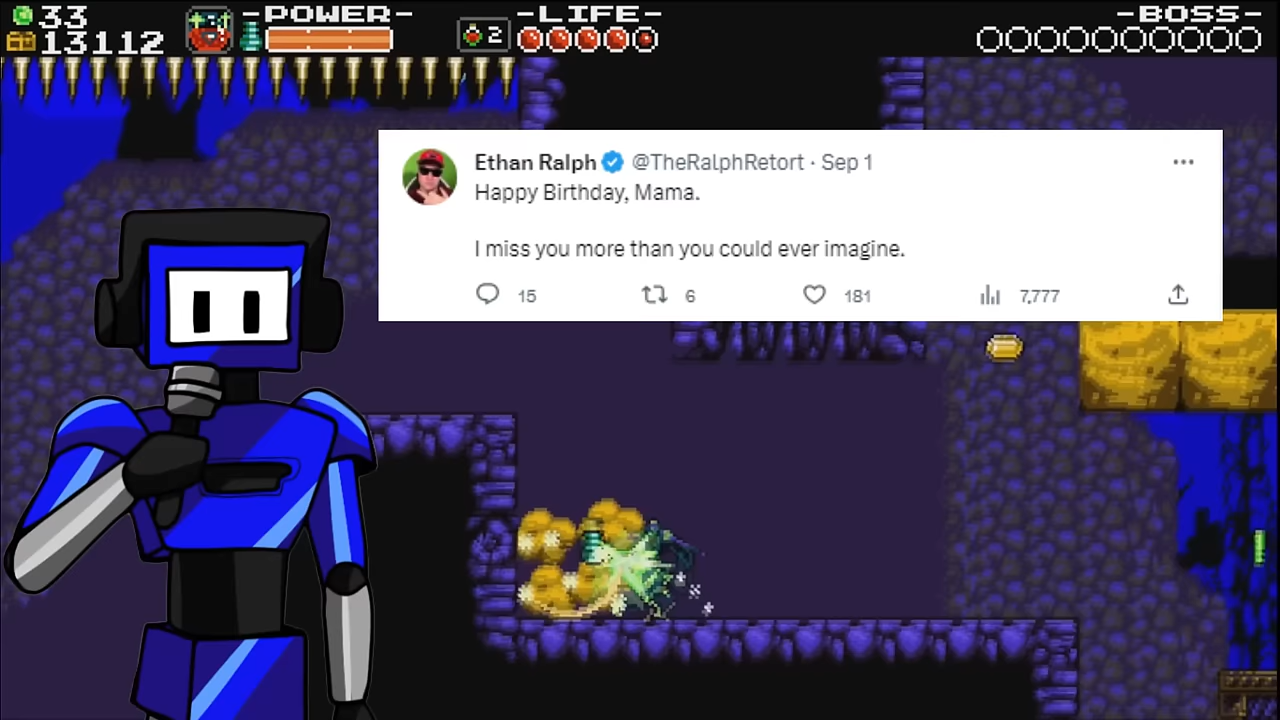 33
-POWER-
-LIFE-
-BOSS-
13112
2
Ethan Ralph @TheRalphRetort · Sep 1
Happy Birthday, Mama.
I miss you more than you could ever imagine.
15 6 181 7,777